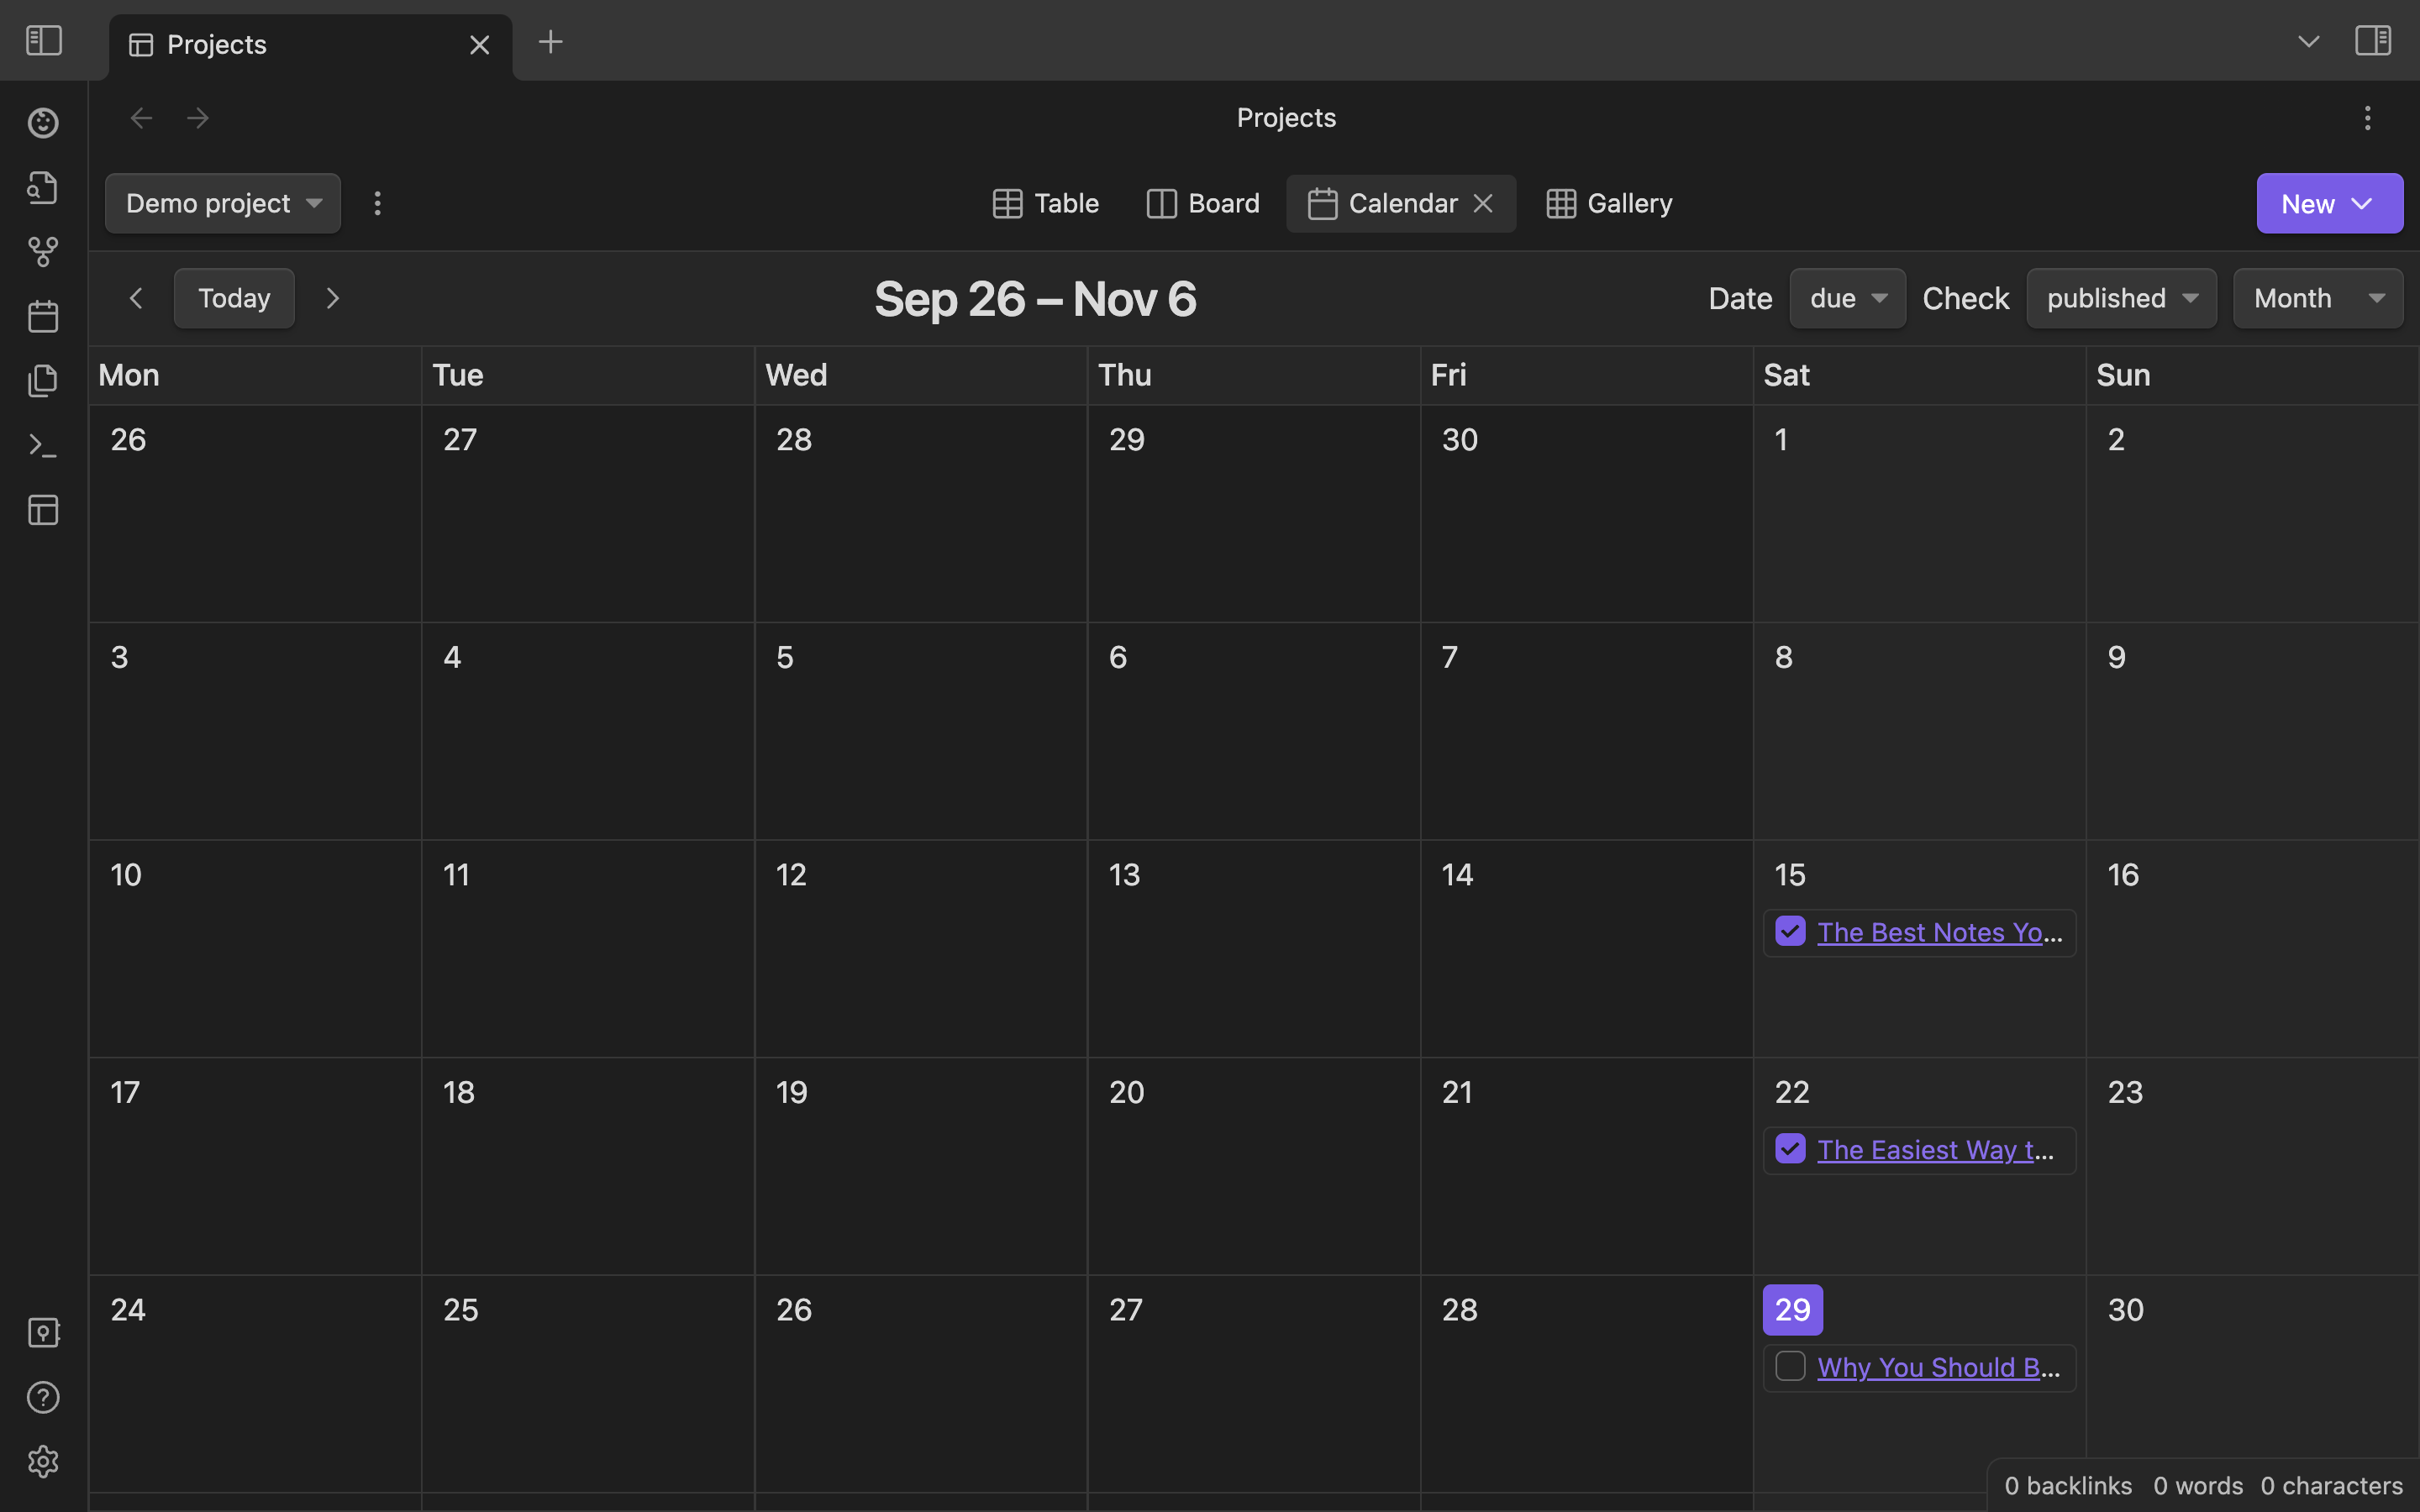 Projects
Projects
Demo project
Table Board Calendar Gallery
New
Today
Sep 26 – Nov 6
Date due Check published Month
Mon Tue Wed Thu Fri Sat Sun
26 27 28 29 30 1 2
3 4 5 6 7 8 9
10 11 12 13 14 15 16
The Best Notes Yo...
17 18 19 20 21 22 23
The Easiest Way t...
24 25 26 27 28 29 30
Why You Should B...
0 backlinks 0 words 0 characters